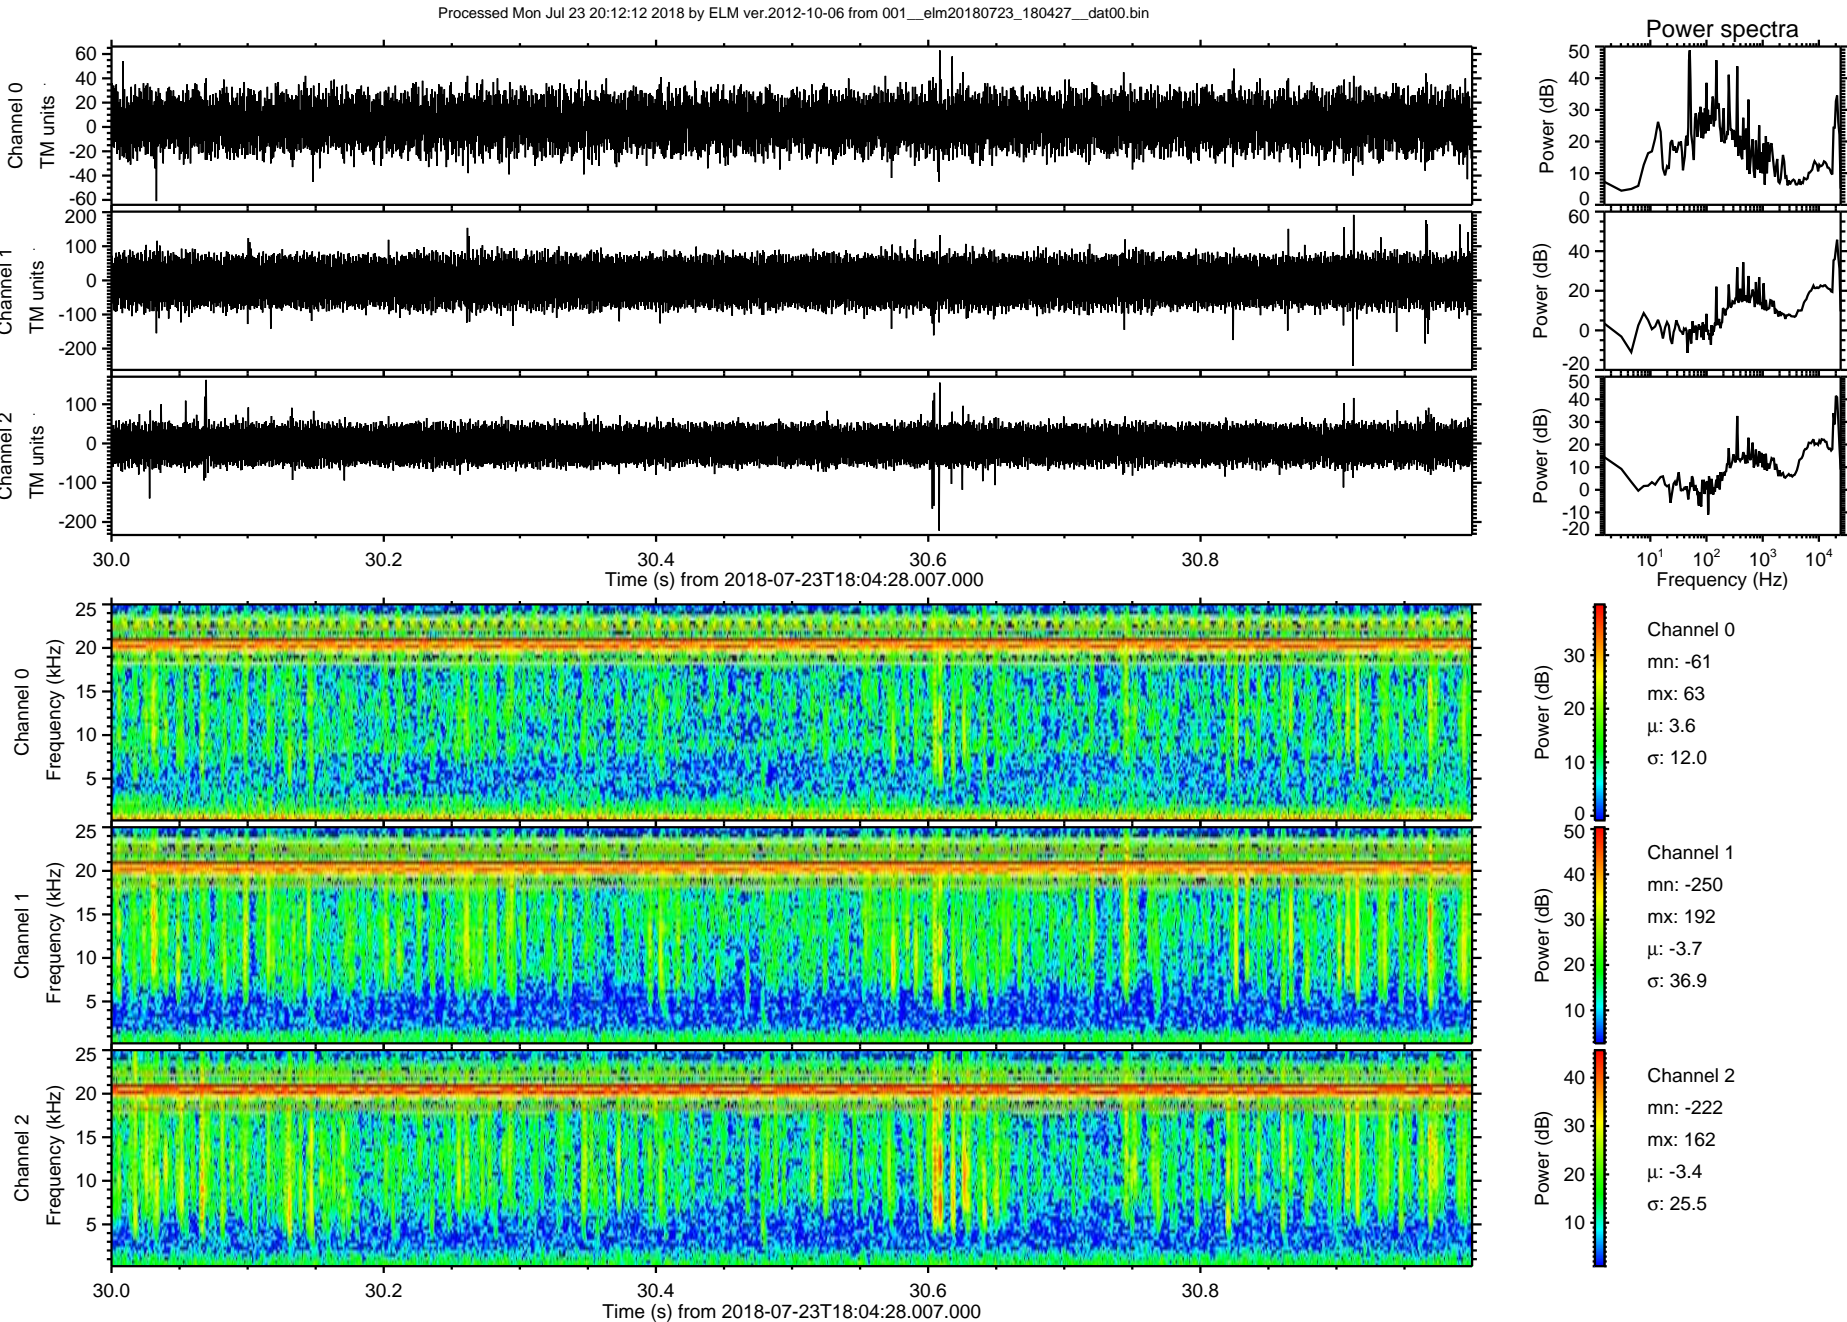 Processed Mon Jul 23 20:12:12 2018 by ELM ver.2012-10-06 from 001__elm20180723_180427__dat00.bin
Power spectra
Channel 0
TM units
60
40
20
0
-20
-40
-60
Power (dB)
50
40
30
20
10
0
Channel 1
TM units
200
100
0
-100
-200
Power (dB)
60
40
20
0
-20
Channel 2
TM units
100
0
-100
-200
Power (dB)
50
40
30
20
10
0
-10
-20
30.0 30.2 30.4 30.6 30.8
Time (s) from 2018-07-23T18:04:28.007.000
10^1 10^2 10^3 10^4
Frequency (Hz)
Channel 0
Frequency (kHz)
25
20
15
10
5
Power (dB)
30
20
10
0
Channel 0
mn: -61
mx: 63
μ: 3.6
σ: 12.0
Channel 1
Frequency (kHz)
25
20
15
10
5
Power (dB)
50
40
30
20
10
Channel 1
mn: -250
mx: 192
μ: -3.7
σ: 36.9
Channel 2
Frequency (kHz)
25
20
15
10
5
Power (dB)
40
30
20
10
Channel 2
mn: -222
mx: 162
μ: -3.4
σ: 25.5
30.0 30.2 30.4 30.6 30.8
Time (s) from 2018-07-23T18:04:28.007.000